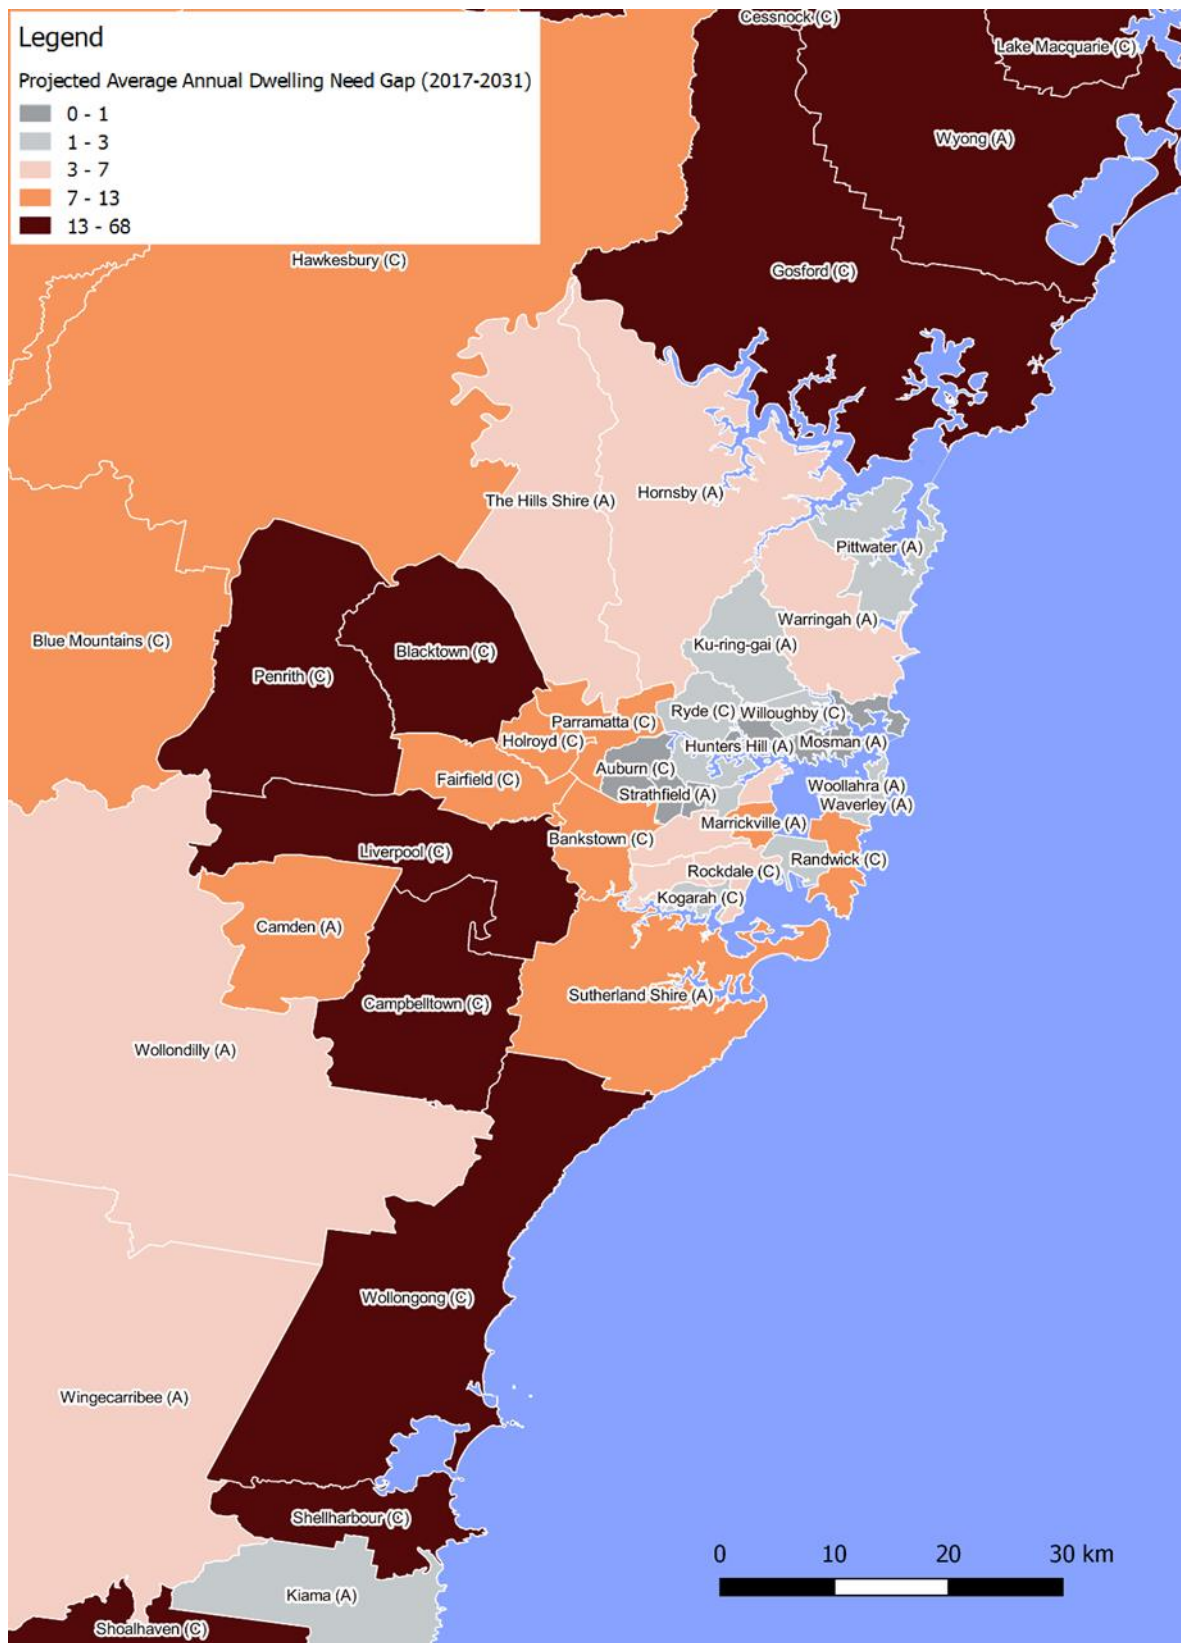 Legend
Projected Average Annual Dwelling Need Gap (2017-2031)
0 - 1
1 - 3
3 - 7
7 - 13
13 - 68
Cessnock (C)
Lake Macquarie (C)
Wyong (A)
Hawkesbury (C)
Gosford (C)
The Hills Shire (A)
Hornsby (A)
Pittwater (A)
Warringah (A)
Blue Mountains (C)
Ku-ring-gai (A)
Blacktown (C)
Penrith (C)
Ryde (C)
Willoughby (C)
Parramatta (C)
Holroyd (C)
Hunters Hill (A)
Mosman (A)
Auburn (C)
Fairfield (C)
Woollahra (A)
Strathfield (A)
Waverley (A)
Marrickville (A)
Bankstown (C)
Liverpool (C)
Randwick (C)
Rockdale (C)
Kogarah (C)
Camden (A)
Sutherland Shire (A)
Campbelltown (C)
Wollondilly (A)
Wollongong (C)
Wingecarribee (A)
Shellharbour (C)
0 10 20 30 km
Kiama (A)
Shoalhaven (C)